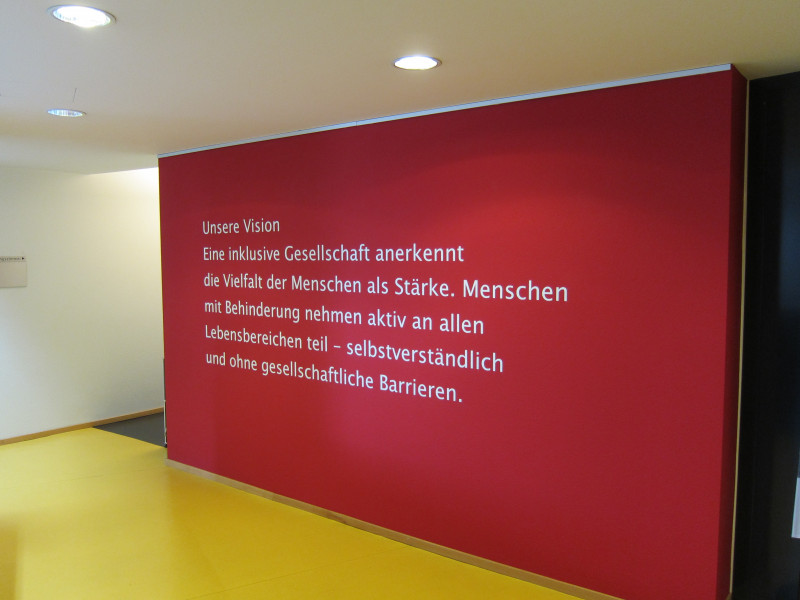 Unsere Vision
Eine inklusive Gesellschaft anerkennt
die Vielfalt der Menschen als Stärke. Menschen
mit Behinderung nehmen aktiv an allen
Lebensbereichen teil – selbstverständlich
und ohne gesellschaftliche Barrieren.